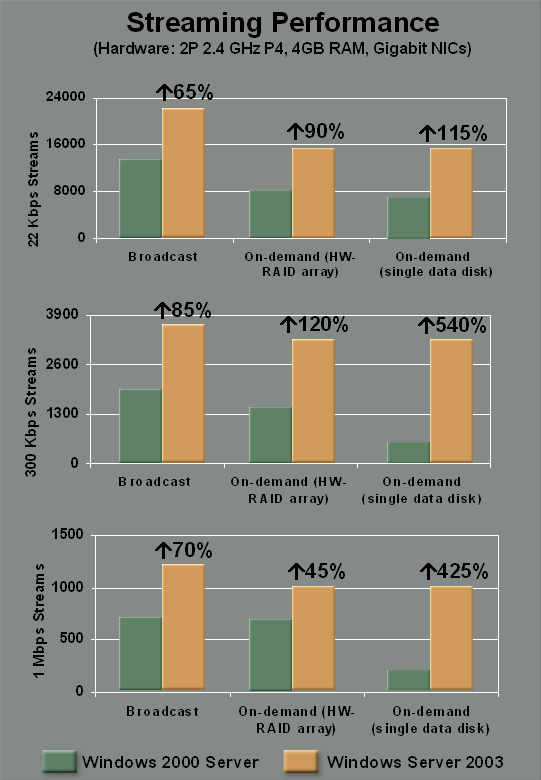 Streaming Performance
(Hardware: 2P 2.4 GHz P4, 4GB RAM, Gigabit NICs)
22 Kbps Streams
24000
16000
8000
0
↑65%
↑90%
↑115%
Broadcast
On-demand (HW-
RAID array)
On-demand
(single data disk)
300 Kbps Streams
3900
2600
1300
0
↑85%
↑120%
↑540%
Broadcast
On-demand (HW-
RAID array)
On-demand
(single data disk)
1 Mbps Streams
1500
1000
500
0
↑70%
↑45%
↑425%
Broadcast
On-demand (HW-
RAID array)
On-demand
(single data disk)
Windows 2000 Server
Windows Server 2003